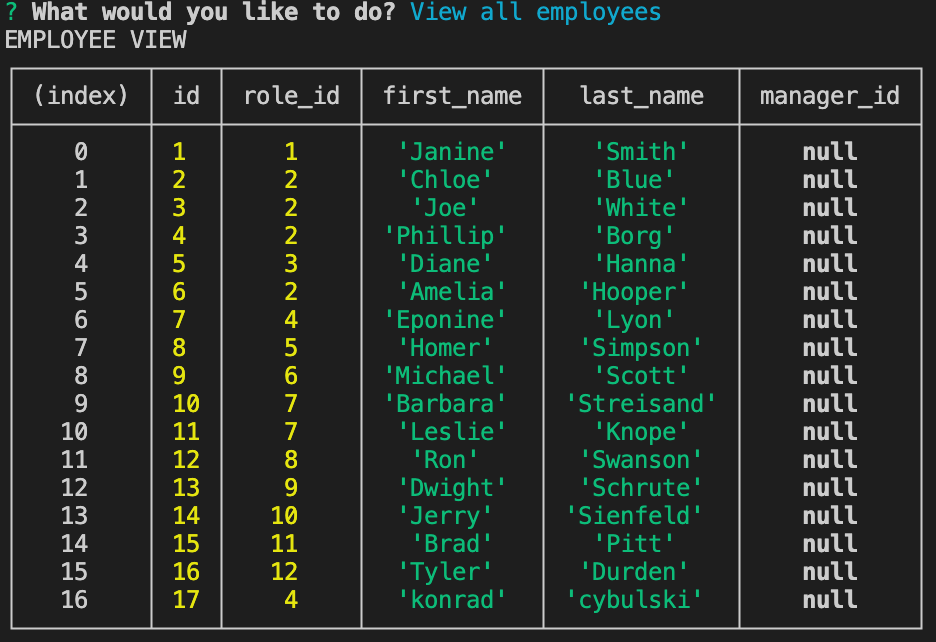 ? What would you like to do? View all employees
EMPLOYEE VIEW
(index) id role_id first_name last_name manager_id
0 1 1 'Janine' 'Smith' null
1 2 2 'Chloe' 'Blue' null
2 3 2 'Joe' 'White' null
3 4 2 'Phillip' 'Borg' null
4 5 3 'Diane' 'Hanna' null
5 6 2 'Amelia' 'Hooper' null
6 7 4 'Eponine' 'Lyon' null
7 8 5 'Homer' 'Simpson' null
8 9 6 'Michael' 'Scott' null
9 10 7 'Barbara' 'Streisand' null
10 11 7 'Leslie' 'Knope' null
11 12 8 'Ron' 'Swanson' null
12 13 9 'Dwight' 'Schrute' null
13 14 10 'Jerry' 'Sienfeld' null
14 15 11 'Brad' 'Pitt' null
15 16 12 'Tyler' 'Durden' null
16 17 4 'konrad' 'cybulski' null